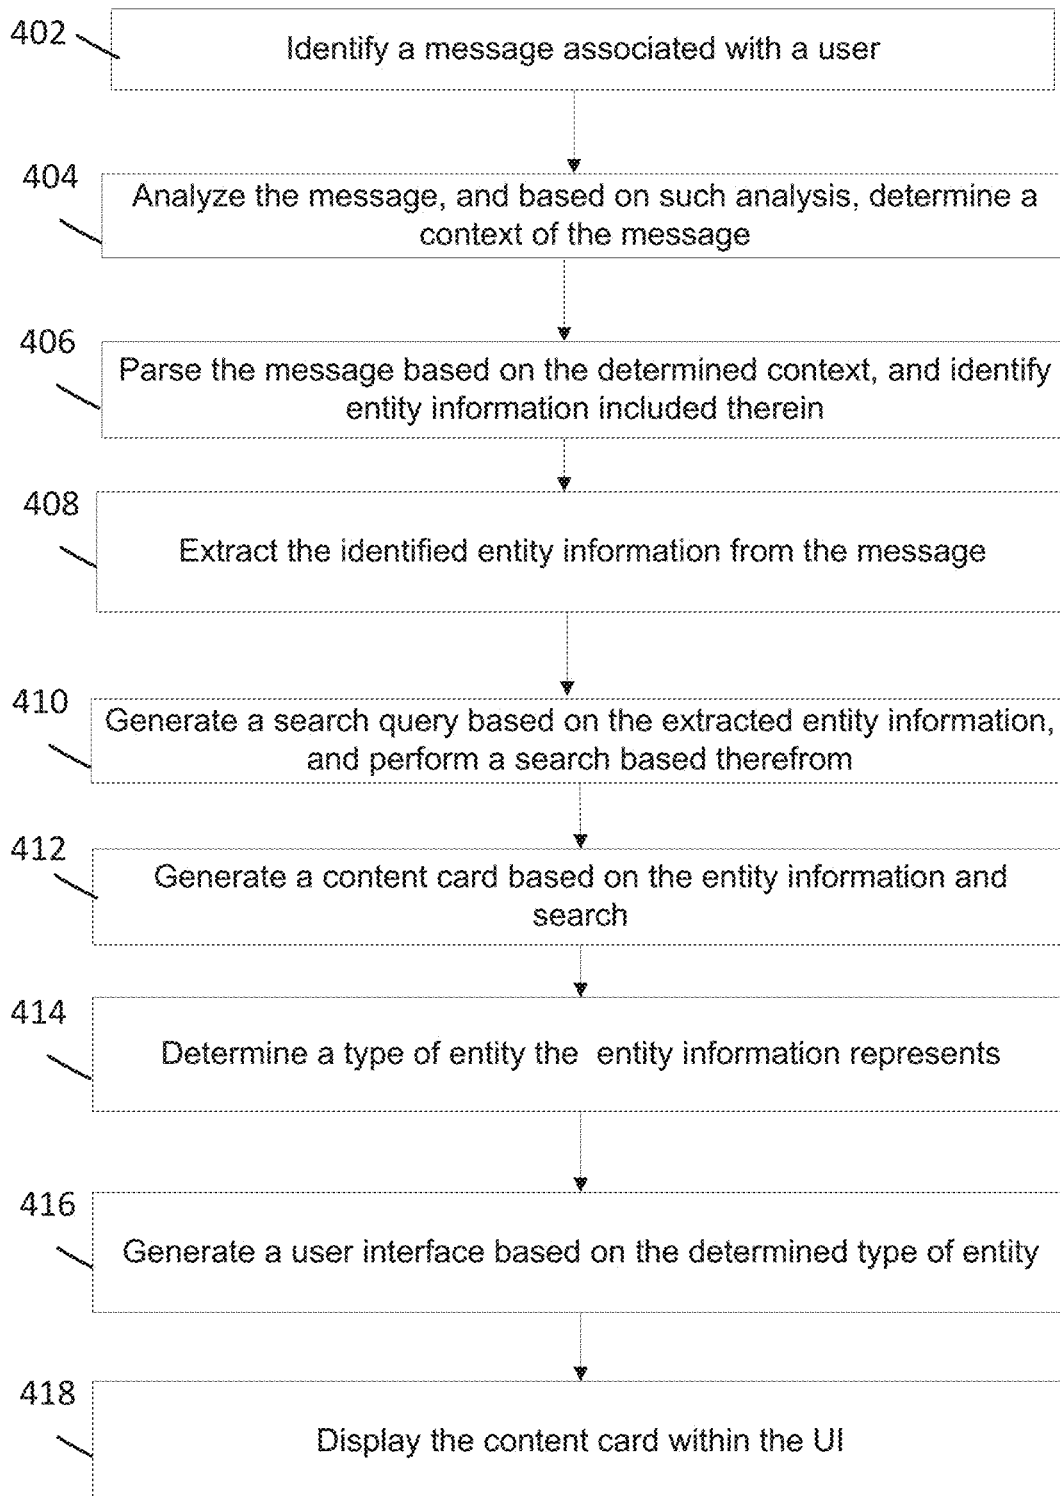 402
Identify a message associated with a user
404
Analyze the message, and based on such analysis, determine a
context of the message
406
Parse the message based on the determined context, and identify
entity information included therein
408
Extract the identified entity information from the message
410
Generate a search query based on the extracted entity information,
and perform a search based therefrom
412
Generate a content card based on the entity information and
search
414
Determine a type of entity the entity information represents
416
Generate a user interface based on the determined type of entity
418
Display the content card within the UI